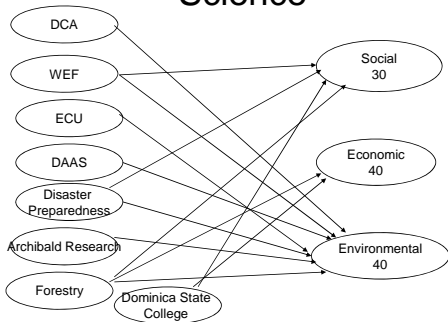 Science
DCA
WEF
ECU
DAAS
Disaster
Preparedness
Archibald Research
Forestry
Dominica State
College
Social
30
Economic
40
Environmental
40